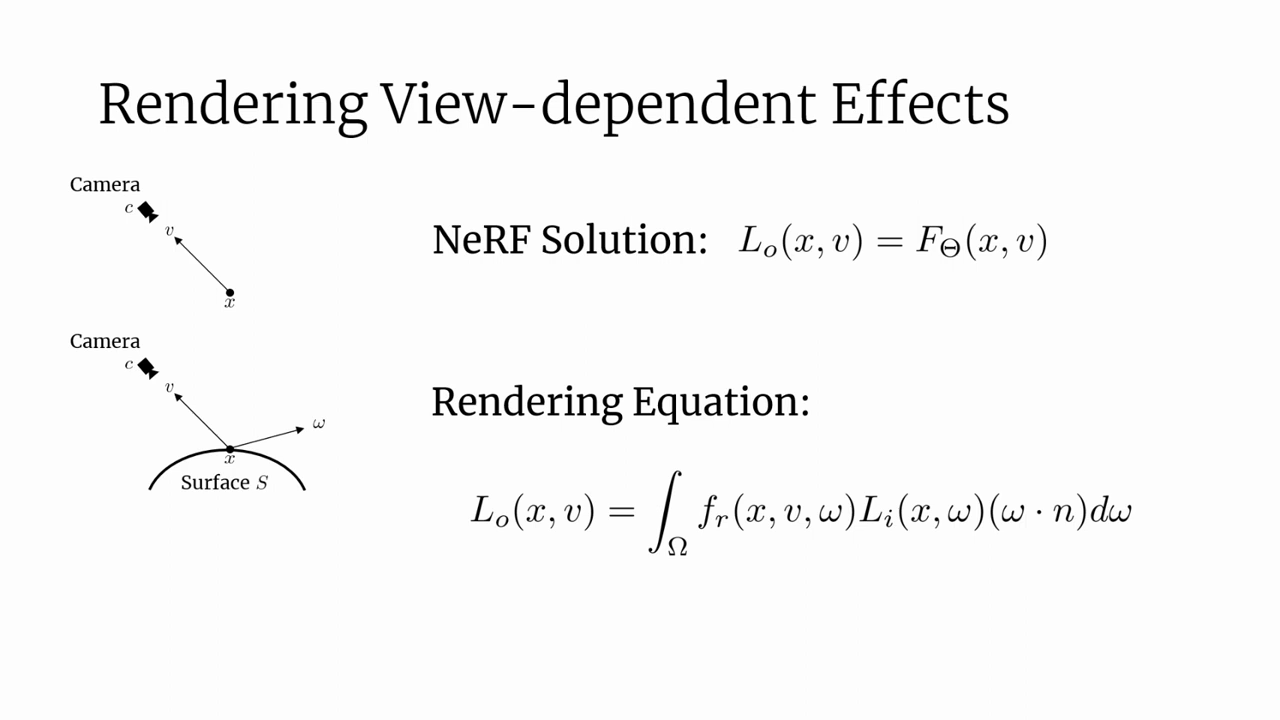 Rendering View-dependent Effects
Camera
c
v
x
NeRF Solution: L_o(x, v) = F_Θ(x, v)
Camera
c
v
ω
x
Surface S
Rendering Equation:
L_o(x, v) = ∫_Ω f_r(x, v, ω)L_i(x, ω)(ω · n)dω